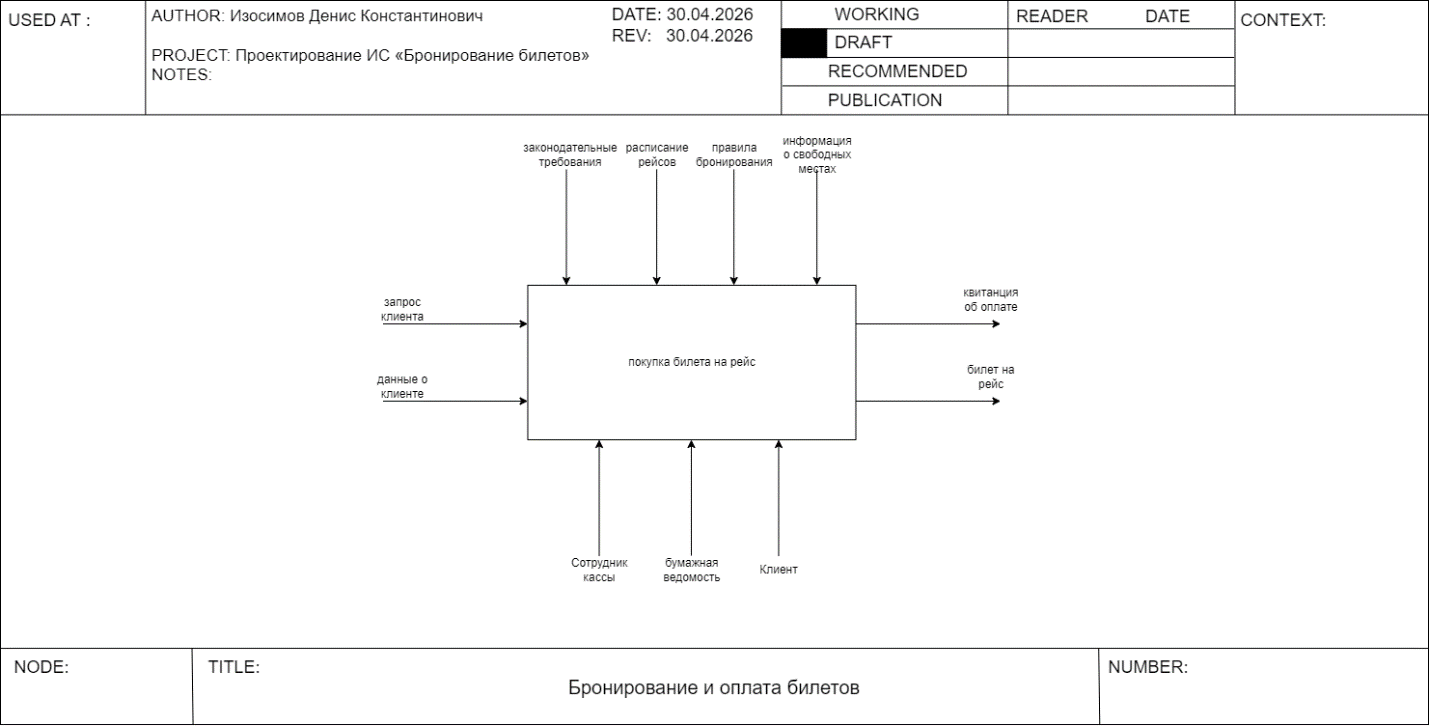 USED AT :
AUTHOR: Изосимов Денис Константинович
DATE: 30.04.2026
REV: 30.04.2026
PROJECT: Проектирование ИС «Бронирование билетов»
NOTES:
WORKING
DRAFT
RECOMMENDED
PUBLICATION
READER DATE
CONTEXT:
законодательные
требования
расписание
рейсов
правила
бронирования
информация
о свободных
местах
запрос
клиента
данные о
клиенте
покупка билета на рейс
квитанция
об оплате
билет на
рейс
Сотрудник
кассы
бумажная
ведомость
Клиент
NODE:
TITLE:
Бронирование и оплата билетов
NUMBER: